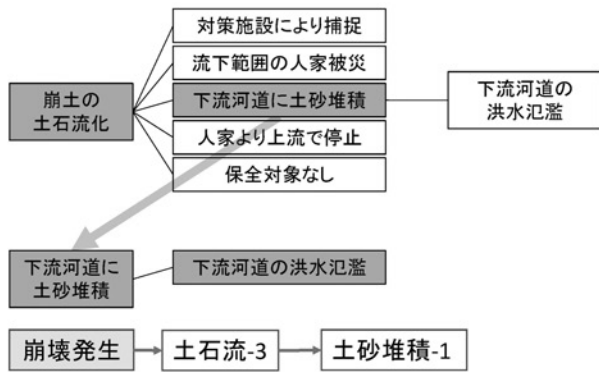 対策施設により捕捉
流下範囲の人家被災
崩土の
土石流化
下流河道に土砂堆積
下流河道の
洪水氾濫
人家より上流で停止
保全対象なし
下流河道に
土砂堆積
下流河道の洪水氾濫
崩壊発生
土石流-3
土砂堆積-1